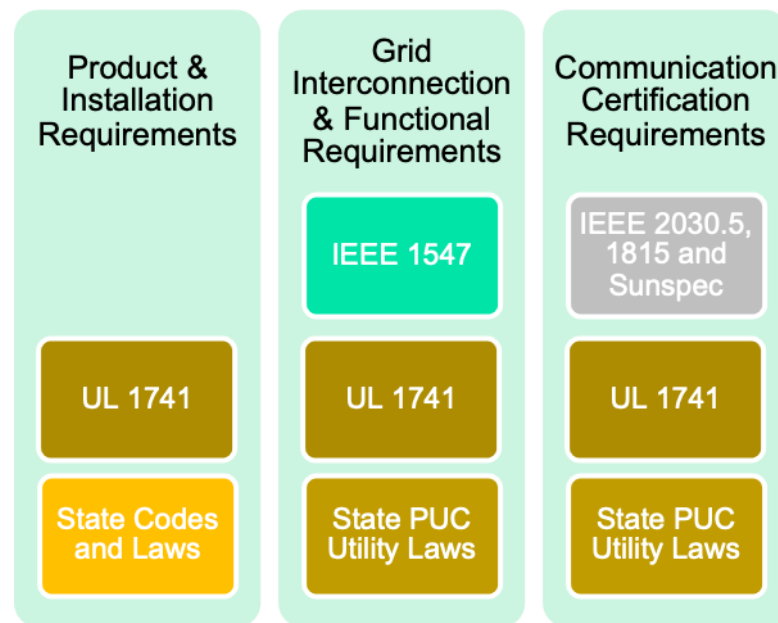 Product &
Installation
Requirements
UL 1741
State Codes
and Laws
Grid
Interconnection
& Functional
Requirements
IEEE 1547
UL 1741
State PUC
Utility Laws
Communication
Certification
Requirements
IEEE 2030.5,
1815 and
Sunspec
UL 1741
State PUC
Utility Laws